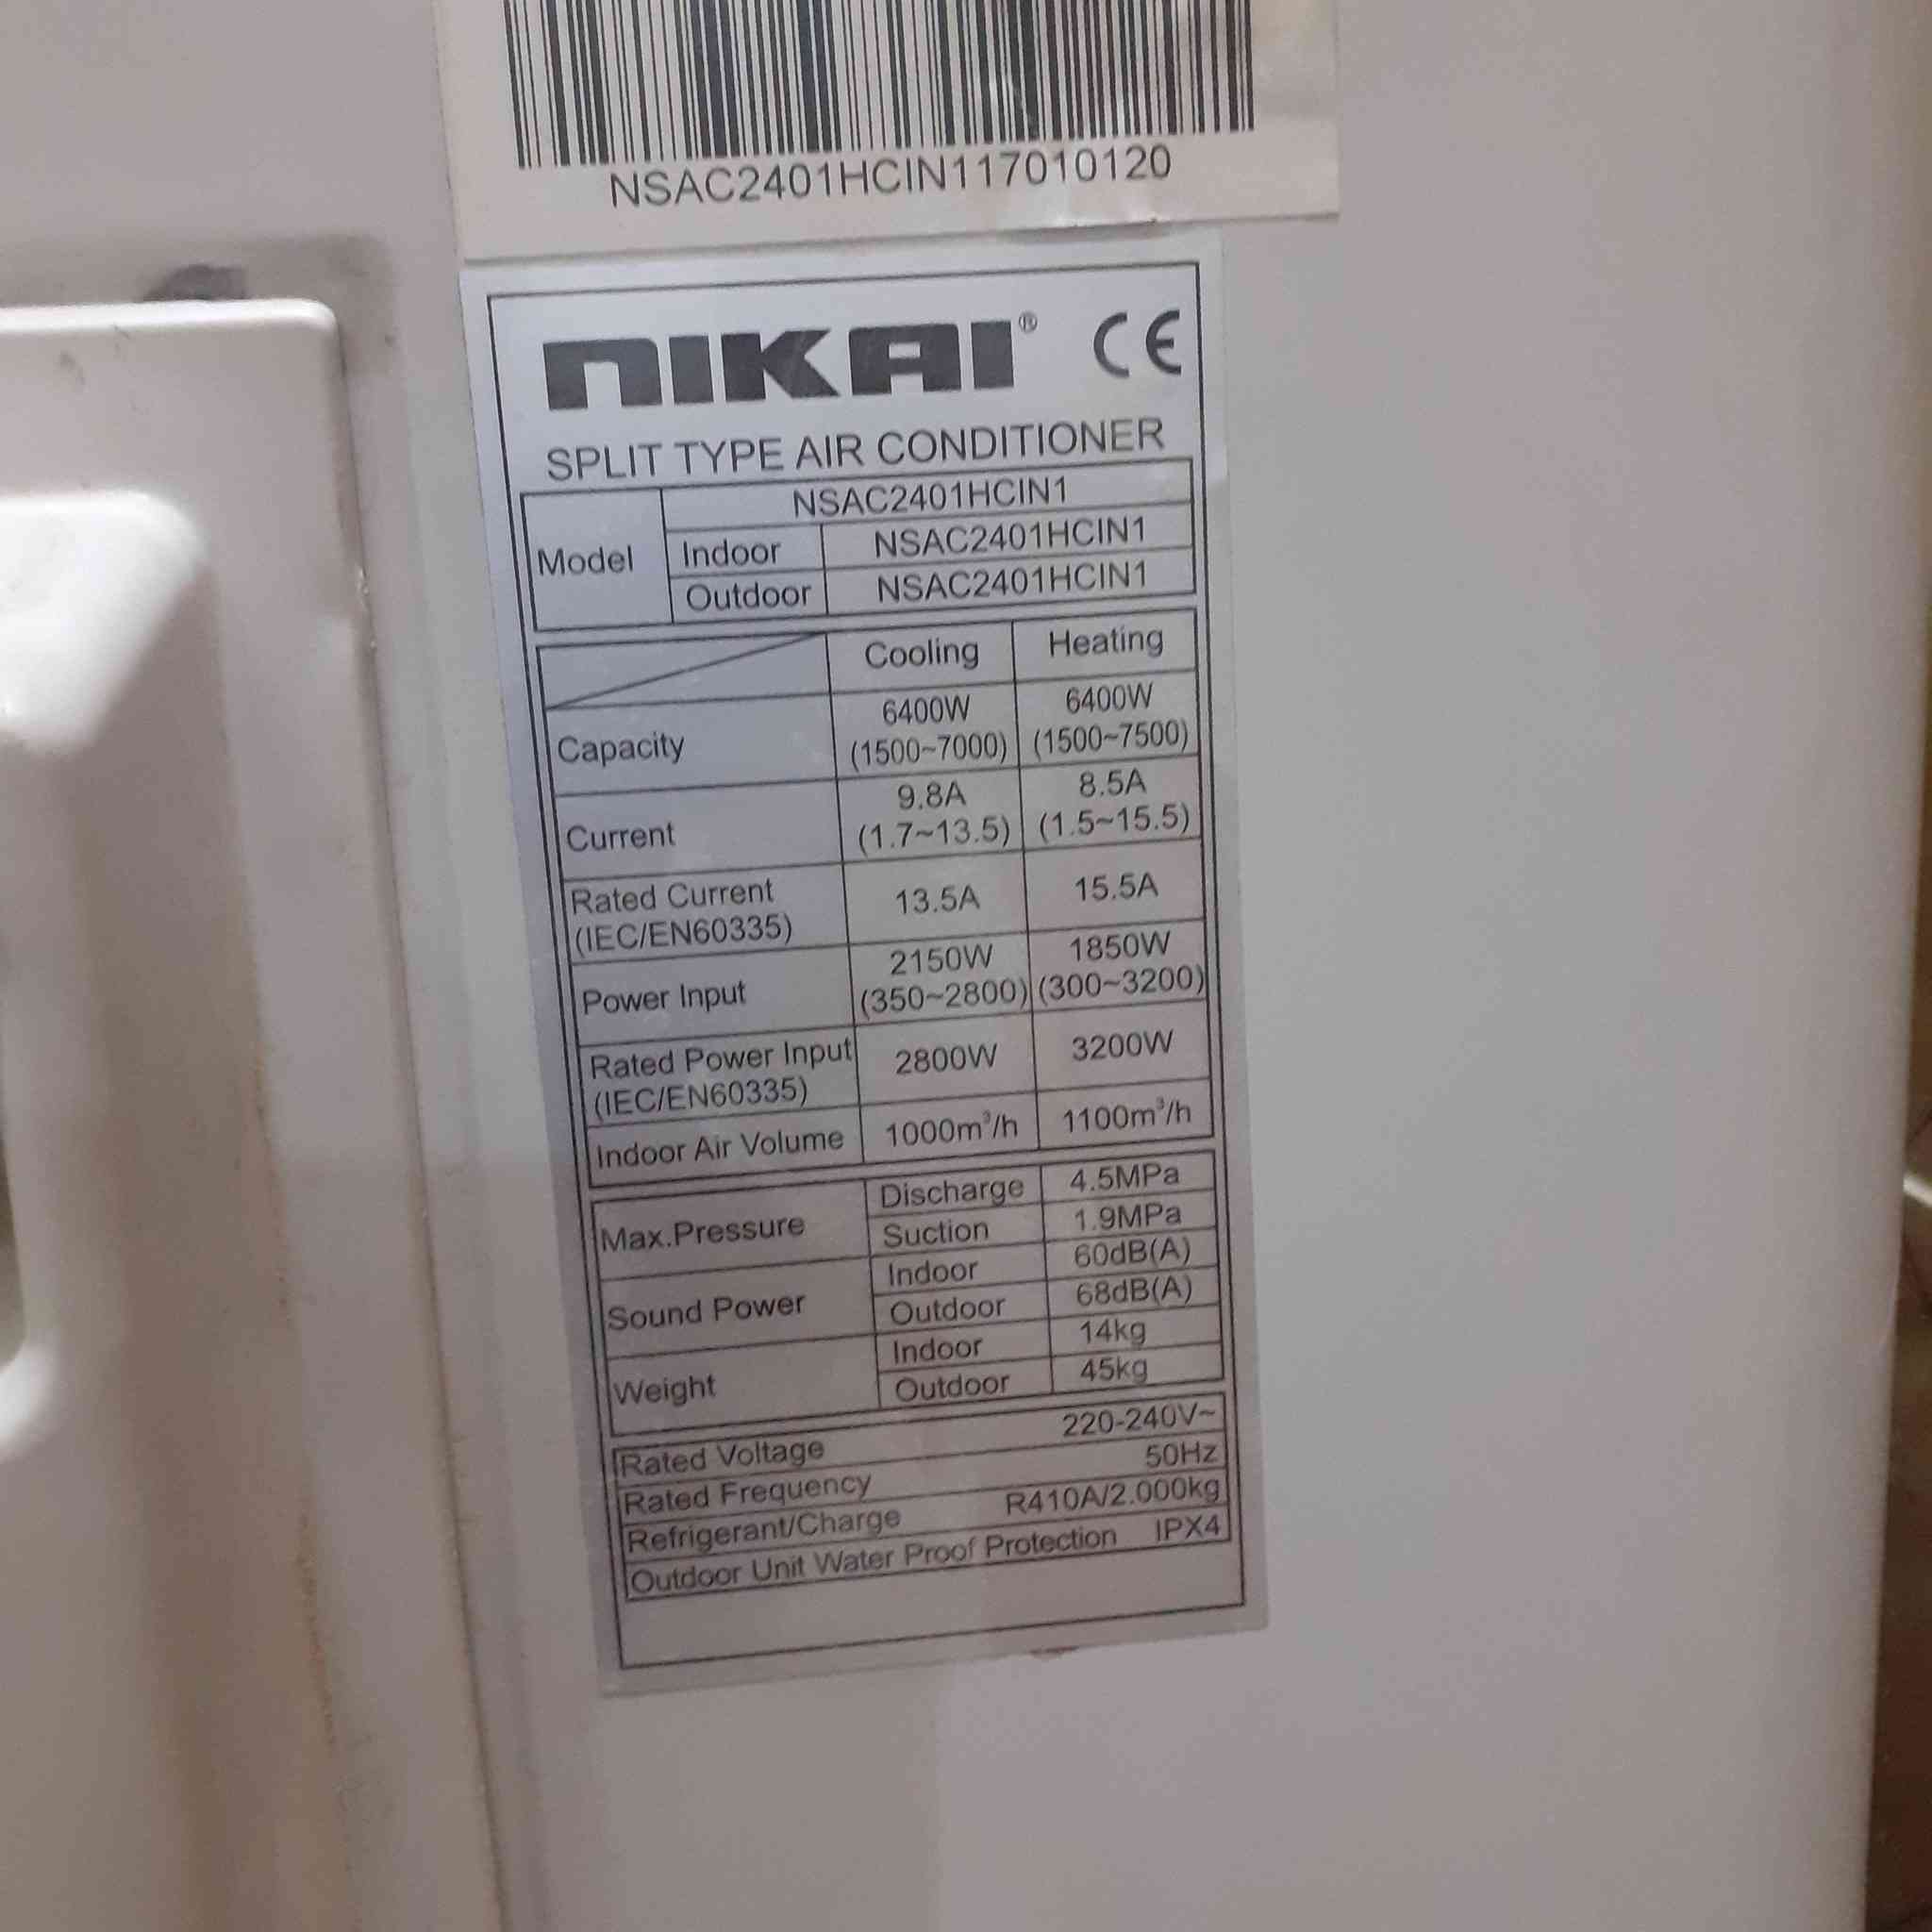 NSAC2401HCIN117010120
NIKAI® CE
SPLIT TYPE AIR CONDITIONER
Model NSAC2401HCIN1
Indoor NSAC2401HCIN1
Outdoor NSAC2401HCIN1
Cooling Heating
Capacity 6400W (1500~7000) 6400W (1500~7500)
Current 9.8A (1.7~13.5) 8.5A (1.5~15.5)
Rated Current (IEC/EN60335) 13.5A 15.5A
Power Input 2150W (350~2800) 1850W (300~3200)
Rated Power Input (IEC/EN60335) 2800W 3200W
Indoor Air Volume 1000m³/h 1100m³/h
Max.Pressure Discharge 4.5MPa
Suction 1.9MPa
Sound Power Indoor 60dB(A)
Outdoor 68dB(A)
Weight Indoor 14kg
Outdoor 45kg
Rated Voltage 220-240V~
Rated Frequency 50Hz
Refrigerant/Charge R410A/2.000kg
Outdoor Unit Water Proof Protection IPX4